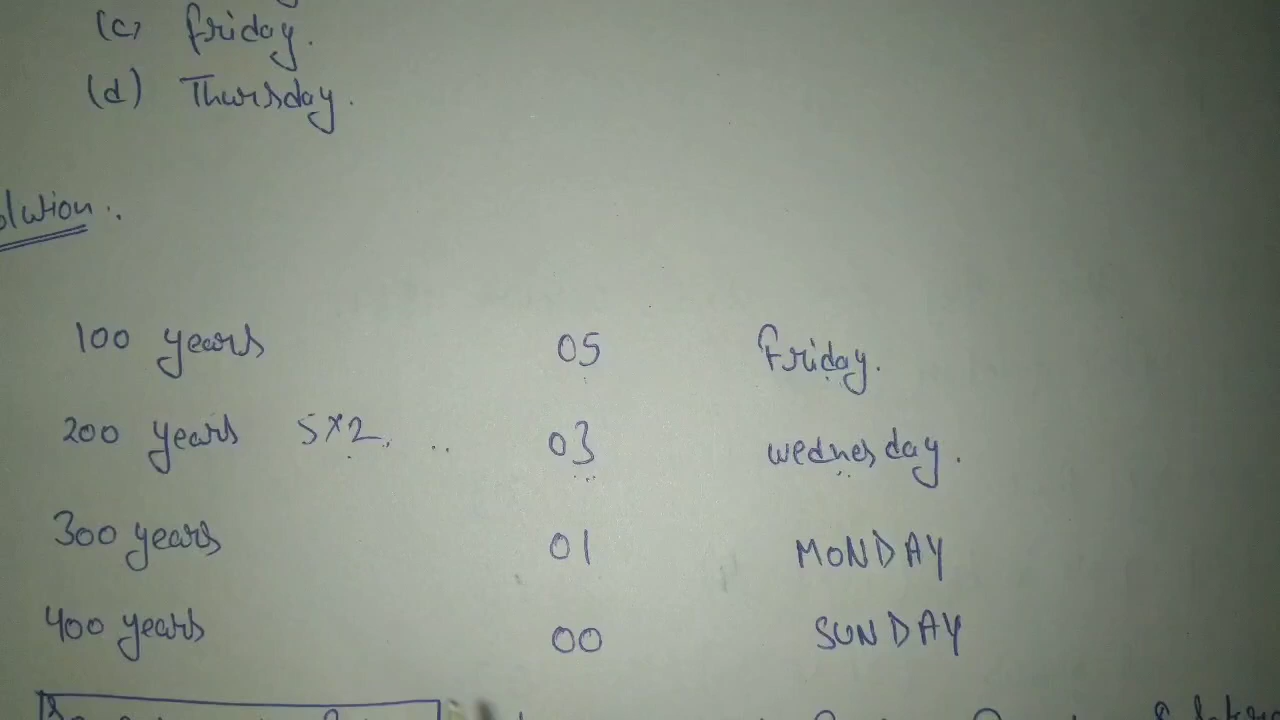 (c) Friday.
(d) Thursday.
olution :.
100 years 05 Friday.
200 years 5×2 .. 03 wednesday.
300 years 01 MONDAY
400 years 00 SUNDAY